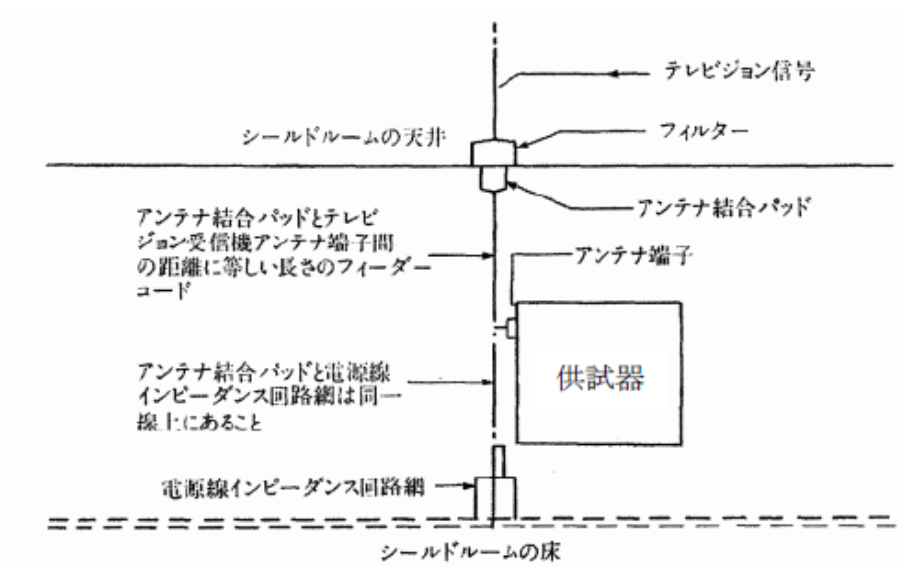 テレビジョン信号
シールドルームの天井
フィルター
アンテナ結合パッド
アンテナ結合パッドとテレビ
ジョン受信機アンテナ端子間
の距離に等しい長さのフィーダー
コード
アンテナ端子
供試器
アンテナ結合パッドと電源線
インピーダンス回路網は同一
線上にあること
電源線インピーダンス回路網
シールドルームの床